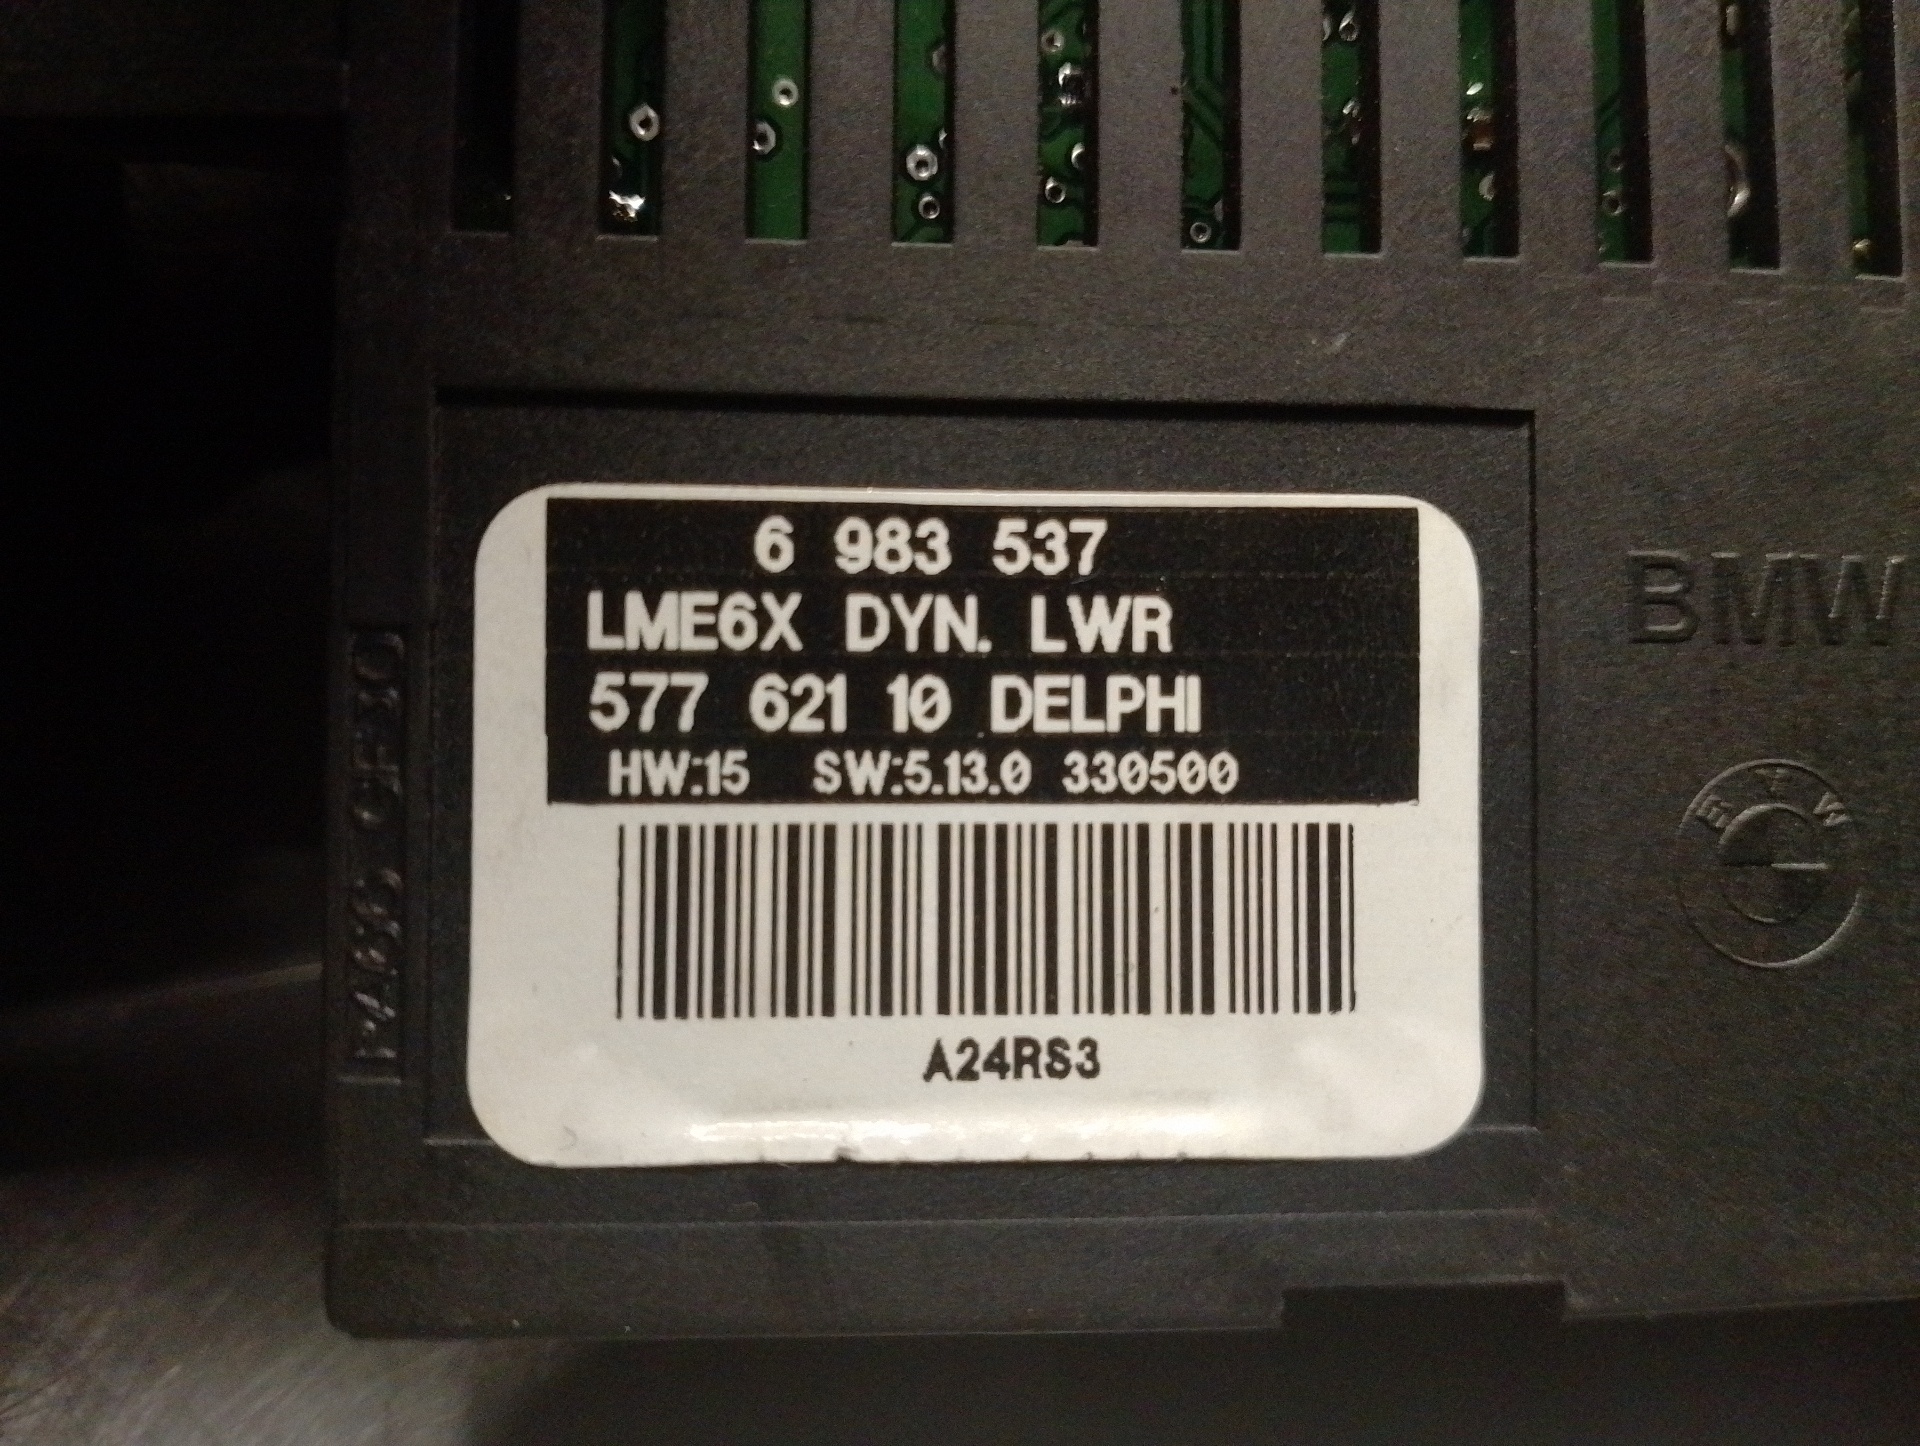 6 983 537
LME6X DYN. LWR
577 621 10 DELPHI
HW:15 SW:5.13.0 330500
A24RS3
BMW
BMW